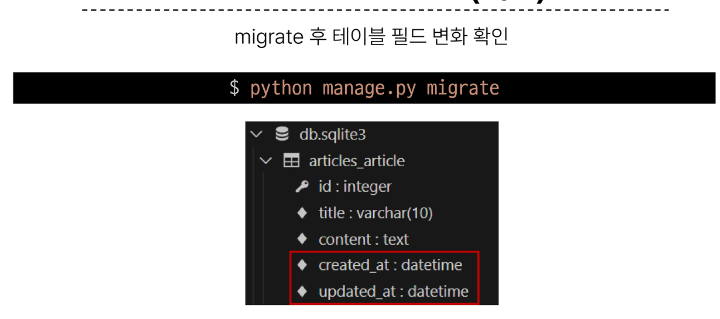 migrate 후 테이블 필드 변화 확인
$ python manage.py migrate
db.sqlite3
articles_article
id : integer
title : varchar(10)
content : text
created_at : datetime
updated_at : datetime